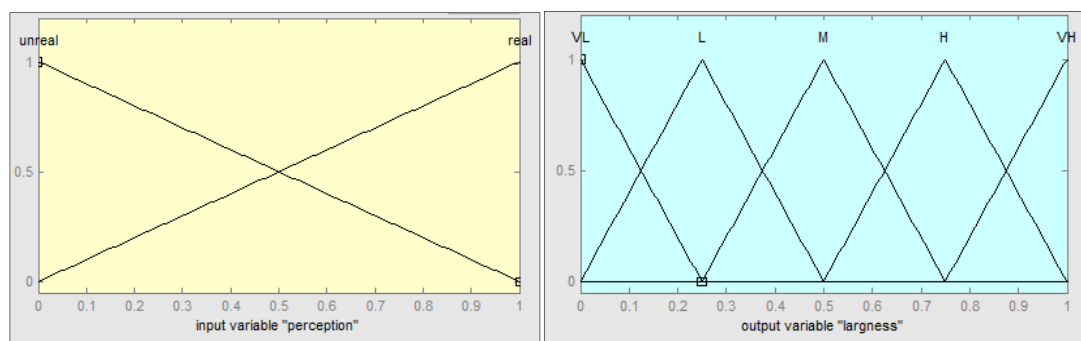 unreal real
1
0.5
0
0 0.1 0.2 0.3 0.4 0.5 0.6 0.7 0.8 0.9 1
input variable "perception"
VL L M H VH
1
0.5
0
0 0.1 0.2 0.3 0.4 0.5 0.6 0.7 0.8 0.9 1
output variable "largness"